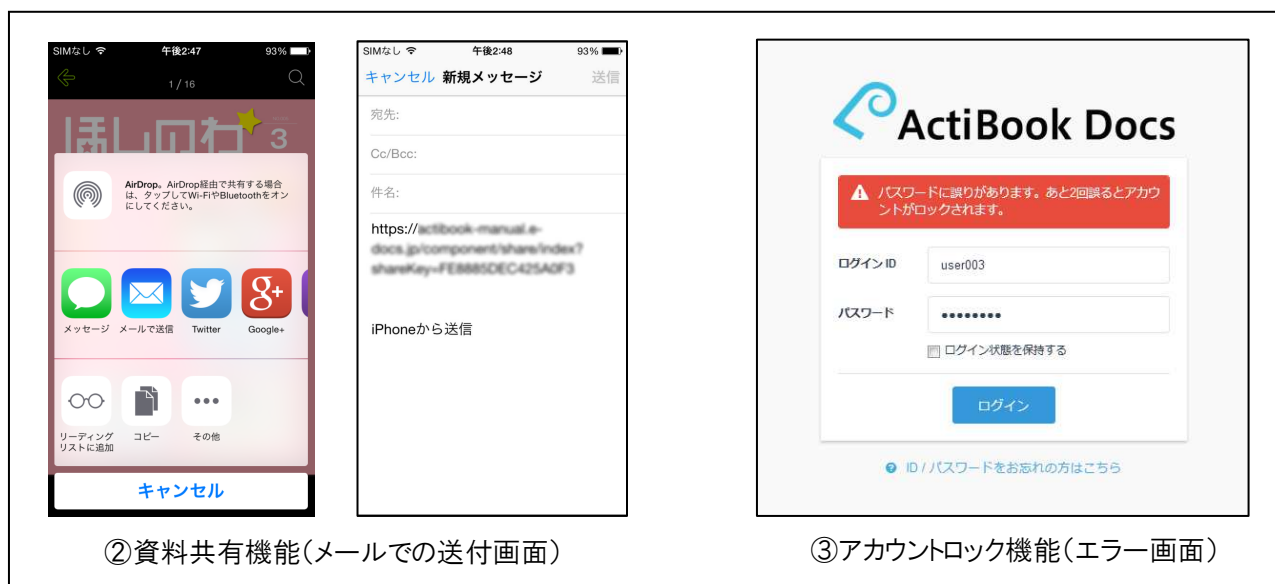 SIMなし 午後2:47 93%
1 / 16
ほしのわ 3
AirDrop。AirDrop経由で共有する場合
は、タップしてWi-FiやBluetoothをオン
にしてください。
メッセージ メールで送信 Twitter Google+
リーディング
リストに追加
コピー その他
キャンセル
SIMなし 午後2:48 93%
キャンセル 新規メッセージ 送信
宛先:
Cc/Bcc:
件名:
https://actibook-manual.e-
docs.jp/component/share/index?
iPhoneから送信
②資料共有機能(メールでの送付画面)
ActiBook Docs
パスワードに誤りがあります。あと2回誤るとアカウ
ントがロックされます。
ログイン ID user003
パスワード ••••••••
ログイン状態を保持する
ログイン
ID / パスワードをお忘れの方はこちら
③アカウントロック機能(エラー画面)